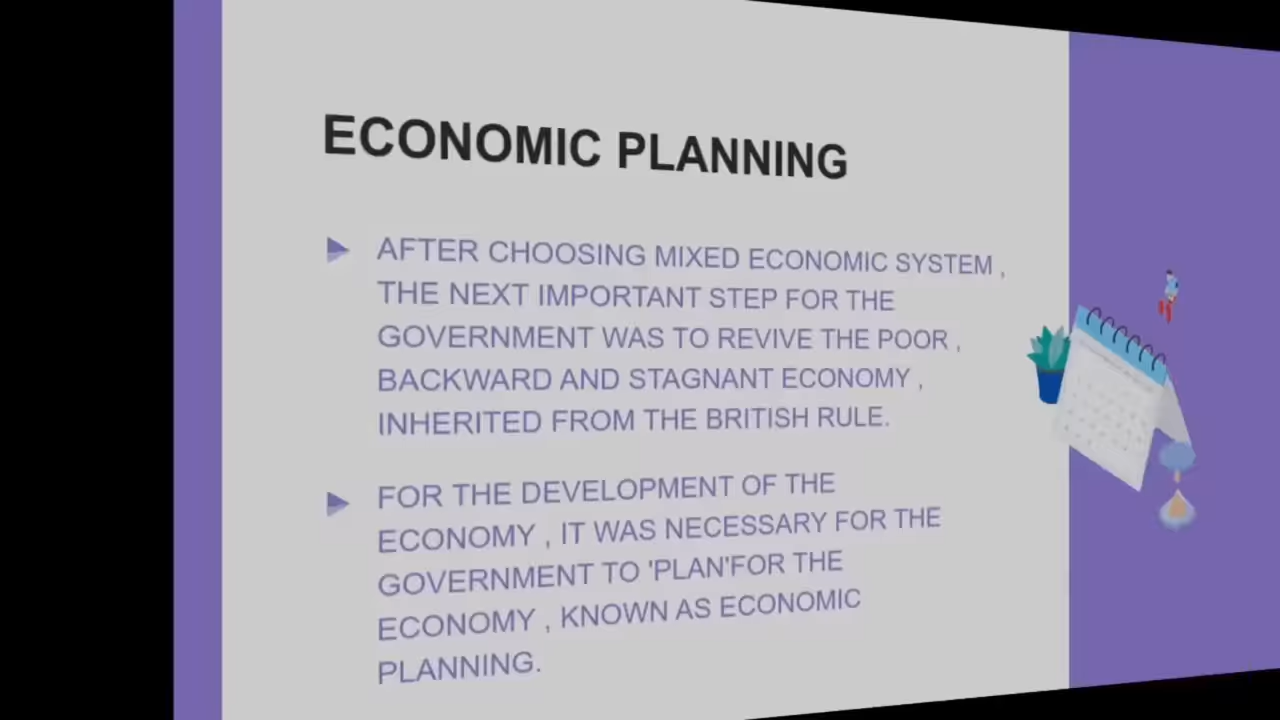 ECONOMIC PLANNING
AFTER CHOOSING MIXED ECONOMIC SYSTEM ,
THE NEXT IMPORTANT STEP FOR THE
GOVERNMENT WAS TO REVIVE THE POOR ,
BACKWARD AND STAGNANT ECONOMY ,
INHERITED FROM THE BRITISH RULE.
FOR THE DEVELOPMENT OF THE
ECONOMY , IT WAS NECESSARY FOR THE
GOVERNMENT TO 'PLAN'FOR THE
ECONOMY , KNOWN AS ECONOMIC
PLANNING.